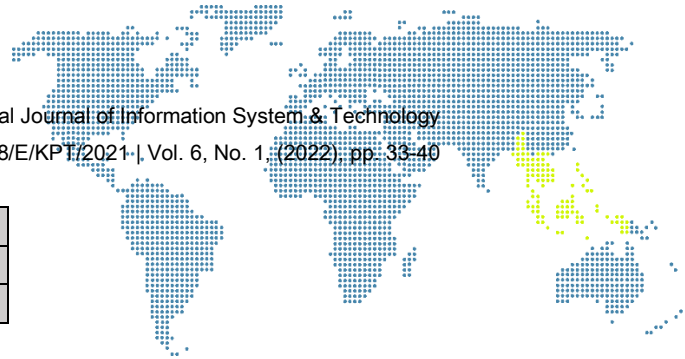 al Journal of Information System & Technology
8/E/KPT/2021 | Vol. 6, No. 1, (2022), pp. 33-40